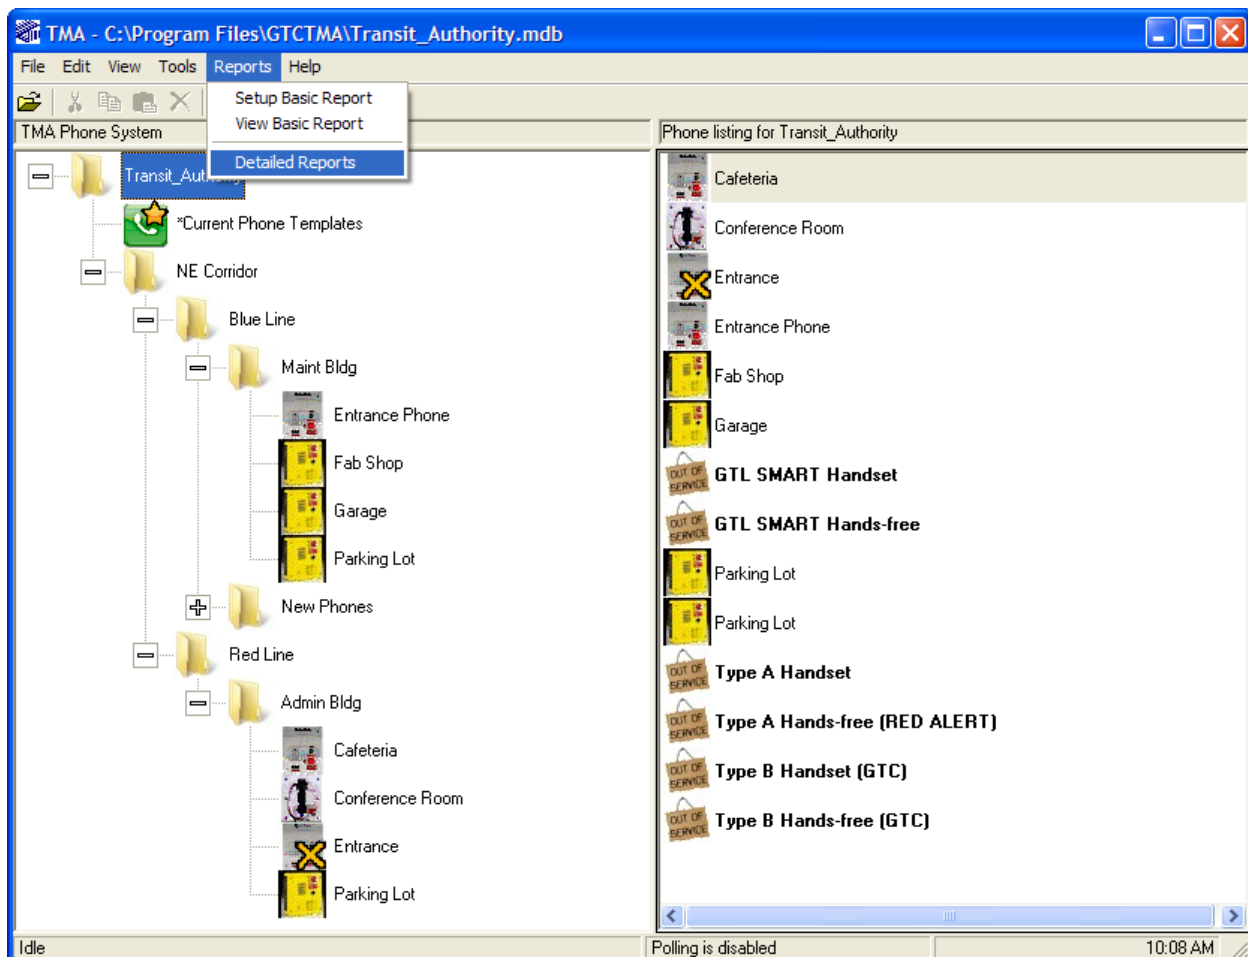 TMA - C:\Program Files\GTCTMA\Transit_Authority.mdb
File Edit View Tools Reports Help
Setup Basic Report
View Basic Report
Detailed Reports
TMA Phone System
Transit_Authority
*Current Phone Templates
NE Corridor
Blue Line
Maint Bldg
Entrance Phone
Fab Shop
Garage
Parking Lot
New Phones
Red Line
Admin Bldg
Cafeteria
Conference Room
Entrance
Parking Lot
Phone listing for Transit_Authority
Cafeteria
Conference Room
Entrance
Entrance Phone
Fab Shop
Garage
OUT OF SERVICE GTL SMART Handset
OUT OF SERVICE GTL SMART Hands-free
Parking Lot
Parking Lot
OUT OF SERVICE Type A Handset
OUT OF SERVICE Type A Hands-free (RED ALERT)
OUT OF SERVICE Type B Handset (GTC)
OUT OF SERVICE Type B Hands-free (GTC)
Idle
Polling is disabled
10:08 AM